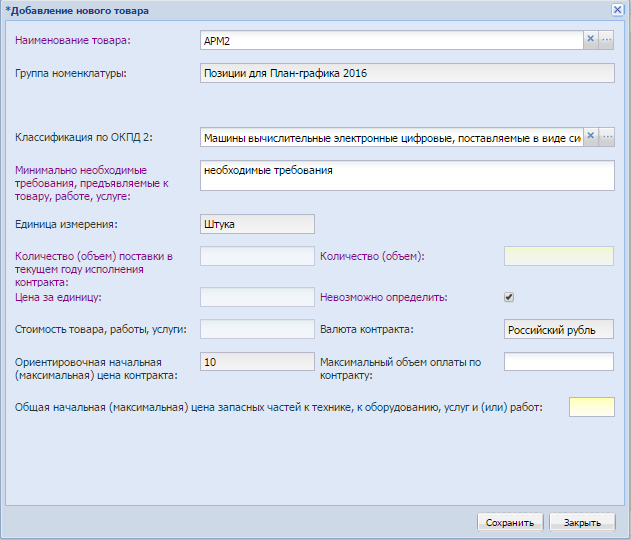 *Добавление нового товара
Наименование товара: АРМ2
Группа номенклатуры: Позиции для План-графика 2016
Классификация по ОКПД 2: Машины вычислительные электронные цифровые, поставляемые в виде си
Минимально необходимые
требования, предъявляемые к
товару, работе, услуге:
необходимые требования
Единица измерения: Штука
Количество (объем) поставки в
текущем году исполнения
контракта:
Количество (объем):
Цена за единицу: Невозможно определить:
Стоимость товара, работы, услуги: Валюта контракта: Российский рубль
Ориентировочная начальная
(максимальная) цена контракта:
10
Максимальный объем оплаты по
контракту:
Общая начальная (максимальная) цена запасных частей к технике, к оборудованию, услуг и (или) работ:
Сохранить Закрыть